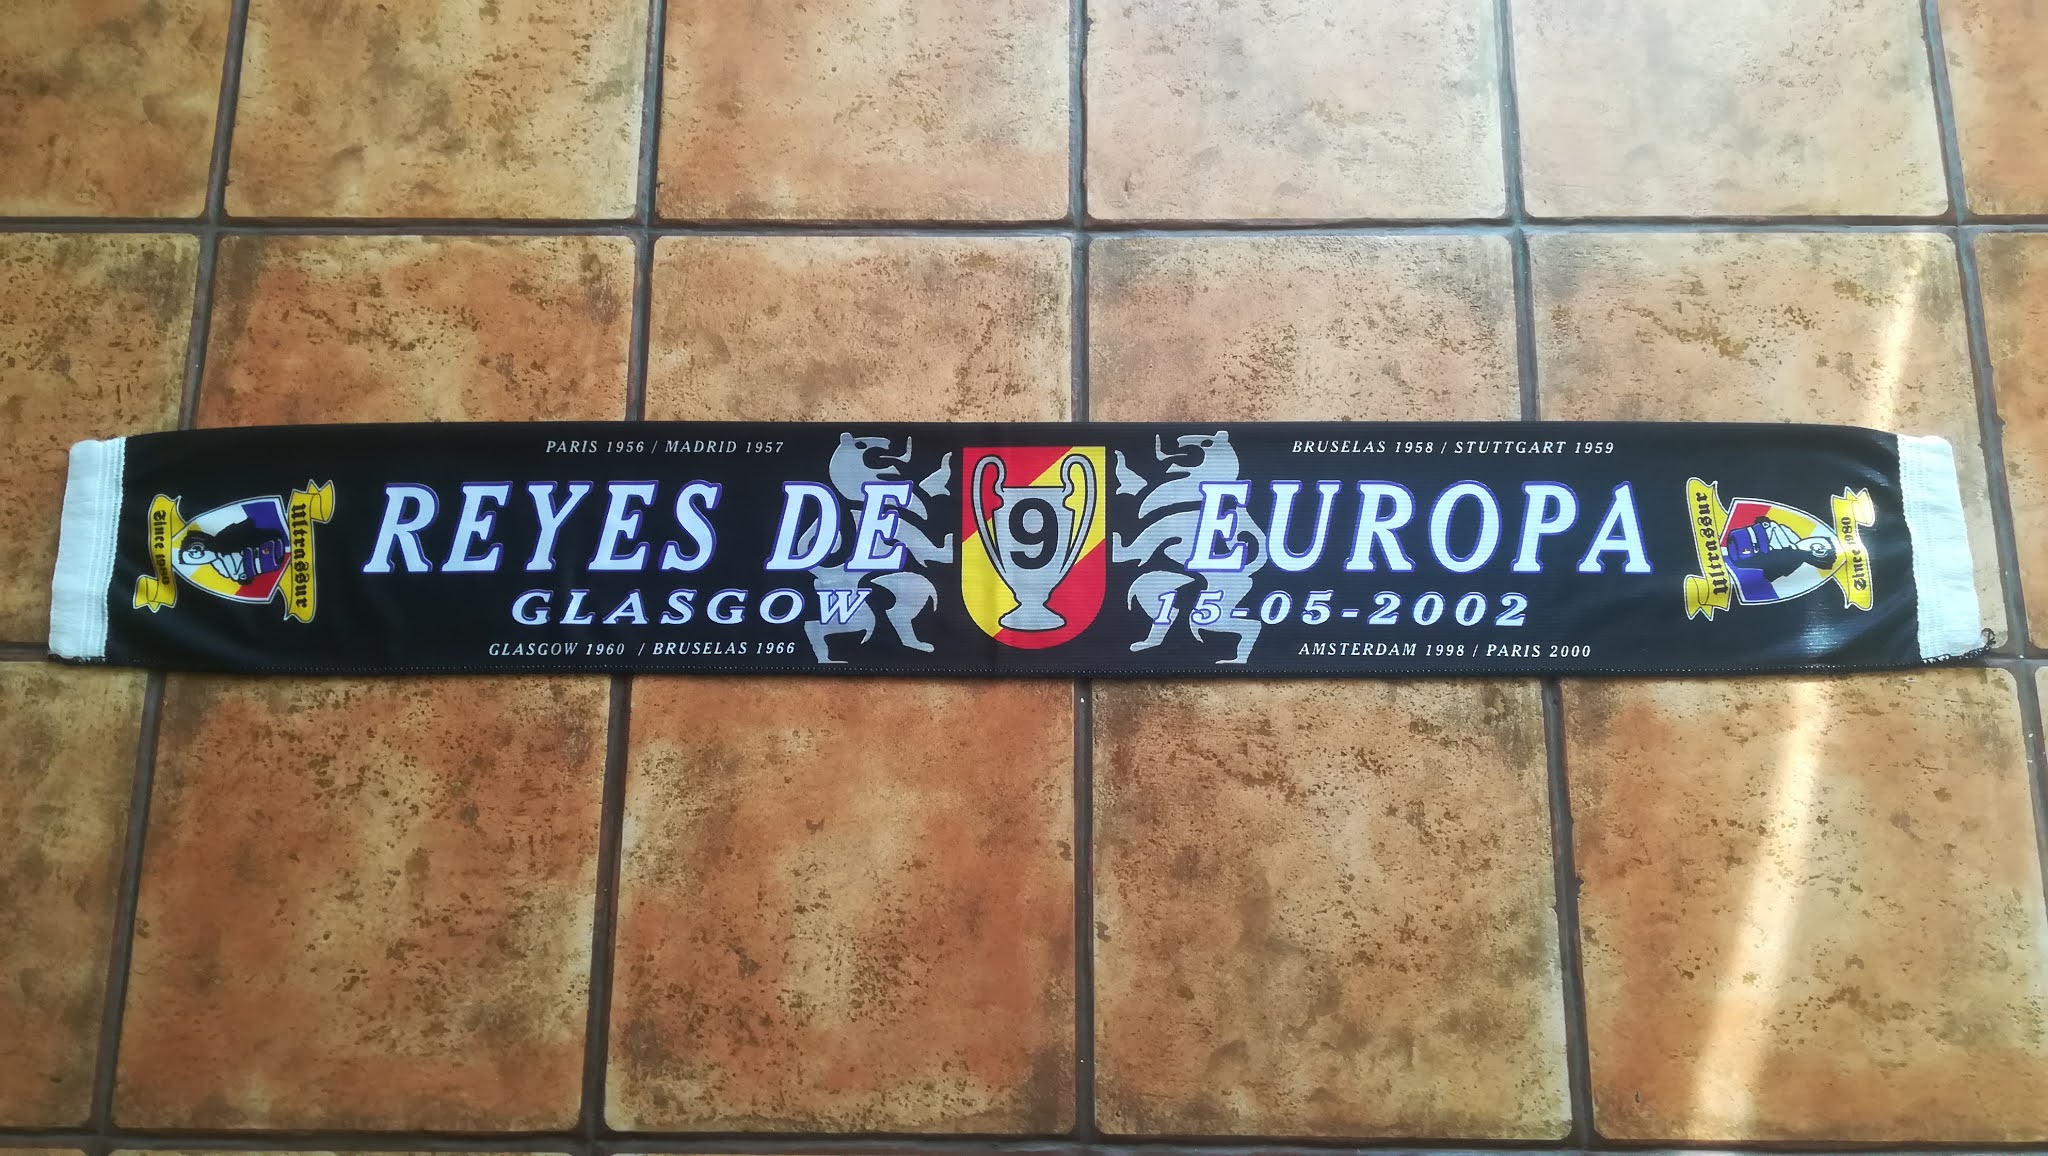 PARIS 1956 / MADRID 1957
BRUSELAS 1958 / STUTTGART 1959
REYES DE 9 EUROPA
GLASGOW 15-05-2002
GLASGOW 1960 / BRUSELAS 1966
AMSTERDAM 1998 / PARIS 2000
Ultrassur
Since 1980
Ultrassur
Since 1980